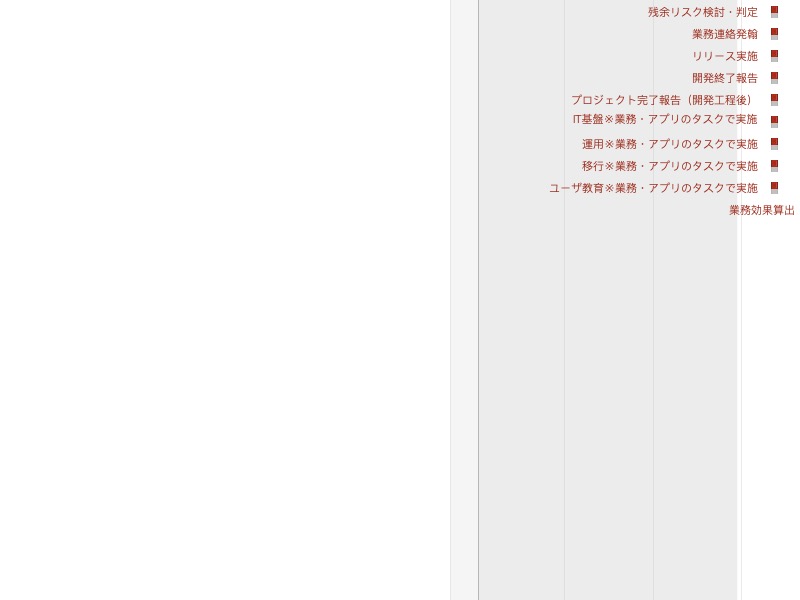 残余リスク検討・判定
業務連絡発翰
リリース実施
開発終了報告
プロジェクト完了報告（開発工程後）
IT基盤※業務・アプリのタスクで実施
運用※業務・アプリのタスクで実施
移行※業務・アプリのタスクで実施
ユーザ教育※業務・アプリのタスクで実施
業務効果算出